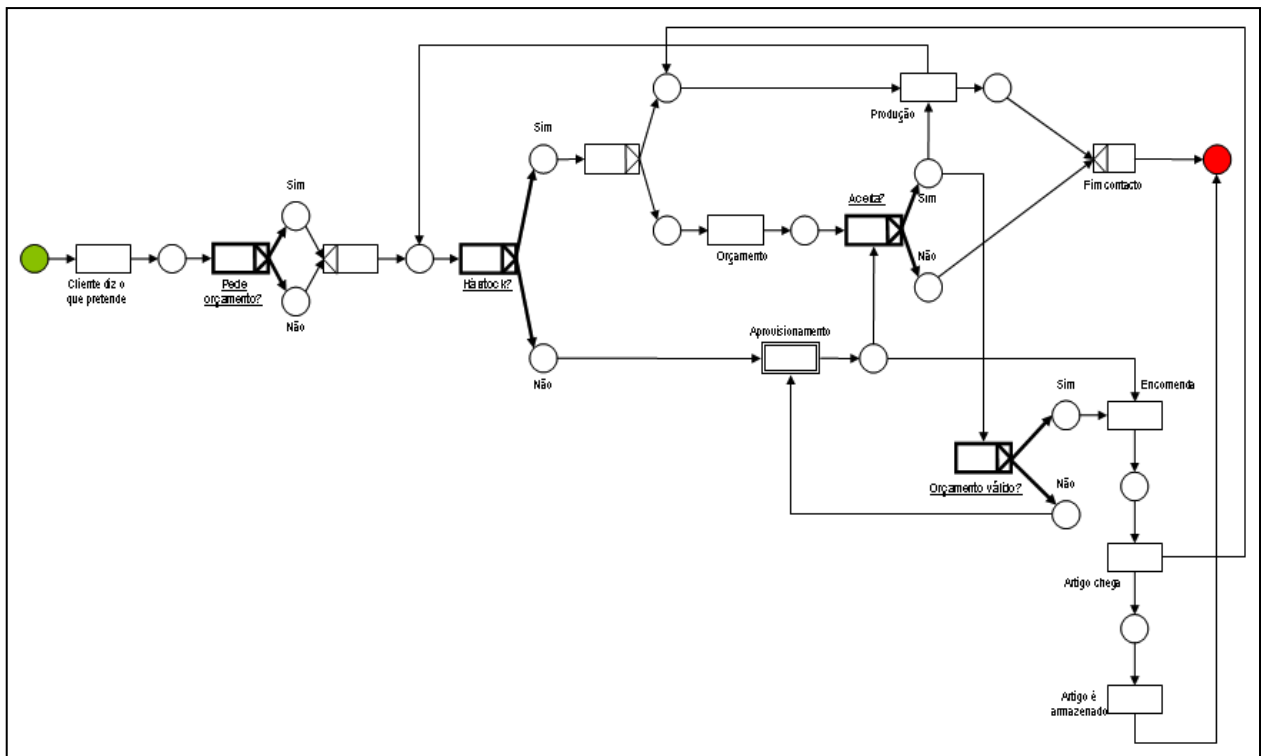 Produção
Sim
Aceita?
Sim
Fim contacto
Sim
Orçamento
Não
Cliente diz o
que pretende
Pede
orçamento?
Há stock?
Não
Aprovisionamento
Não
Sim
Encomenda
Orçamento válido?
Não
Artigo chega
Artigo é
armazenado